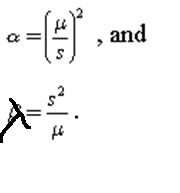 α = (μ/s)² , and
λ = s²/μ .